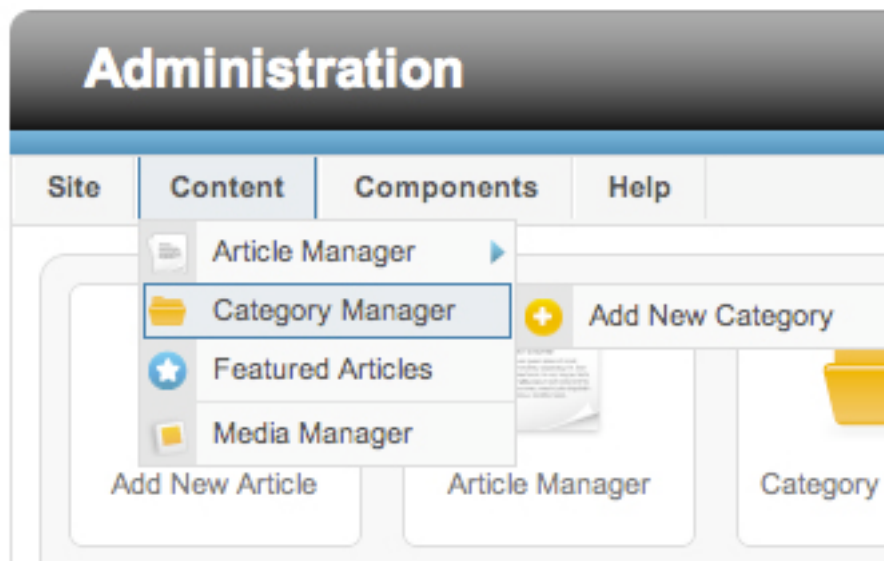 Administration
Site Content Components Help
Article Manager
Category Manager
Add New Category
Featured Articles
Media Manager
Add New Article Article Manager Category